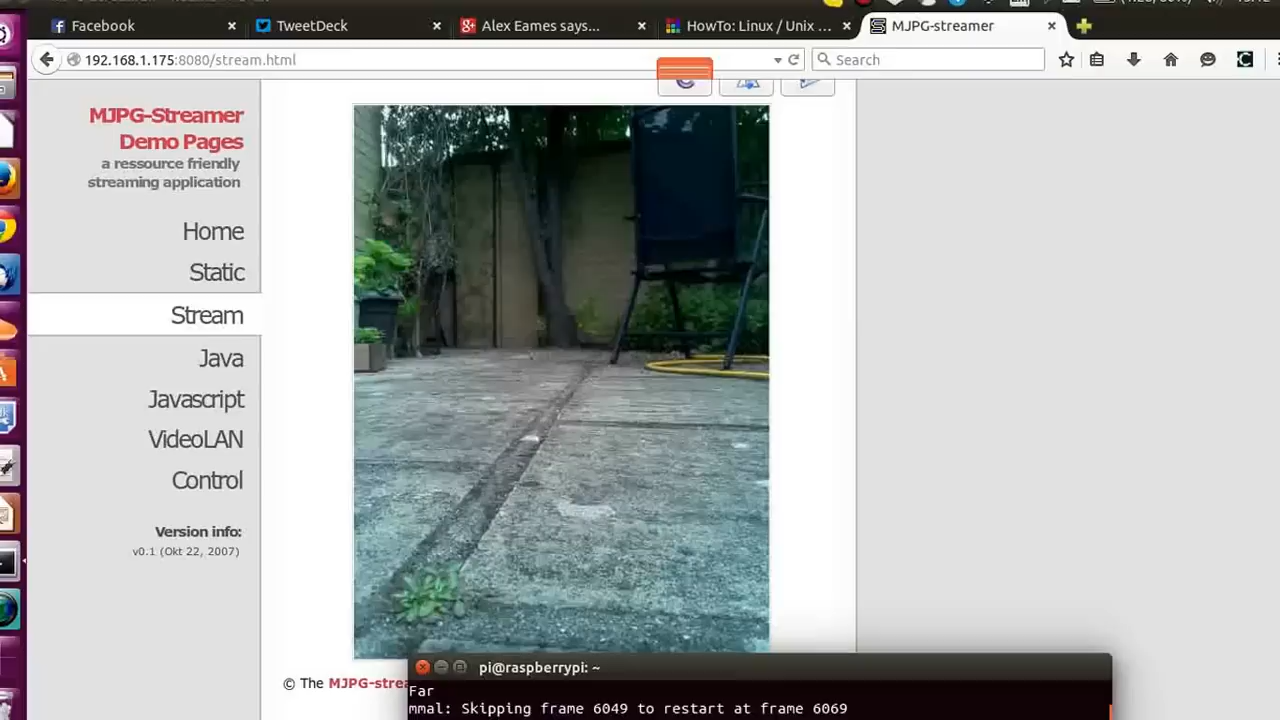 Facebook
TweetDeck
Alex Eames says...
HowTo: Linux / Unix ...
MJPG-streamer
192.168.1.175:8080/stream.html
Search
MJPG-Streamer
Demo Pages
a ressource friendly
streaming application
Home
Static
Stream
Java
Javascript
VideoLAN
Control
Version info:
v0.1 (Okt 22, 2007)
© The MJPG-strea
pi@raspberrypi: ~
Far
mmal: Skipping frame 6049 to restart at frame 6069